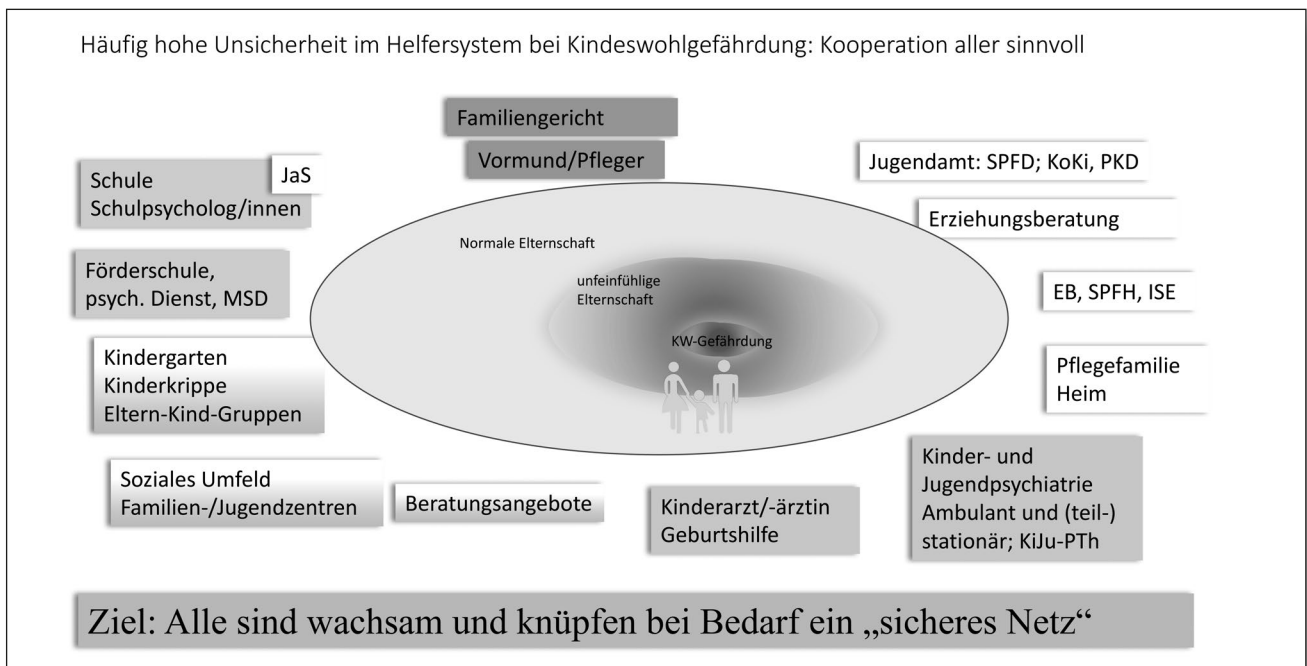 Häufig hohe Unsicherheit im Helfersystem bei Kindeswohlgefährdung: Kooperation aller sinnvoll
Familiengericht
Vormund/Pfleger
Jugendamt: SPFD; KoKi, PKD
JaS
Schule
Schulpsycholog/innen
Erziehungsberatung
Normale Elternschaft
Förderschule,
psych. Dienst, MSD
unfeinfühlige
Elternschaft
EB, SPFH, ISE
KW-Gefährdung
Kindergarten
Kinderkrippe
Eltern-Kind-Gruppen
Pflegefamilie
Heim
Soziales Umfeld
Familien-/Jugendzentren
Beratungsangebote
Kinderarzt/-ärztin
Geburtshilfe
Kinder- und
Jugendpsychiatrie
Ambulant und (teil-)
stationär; KiJu-PTh
Ziel: Alle sind wachsam und knüpfen bei Bedarf ein „sicheres Netz“